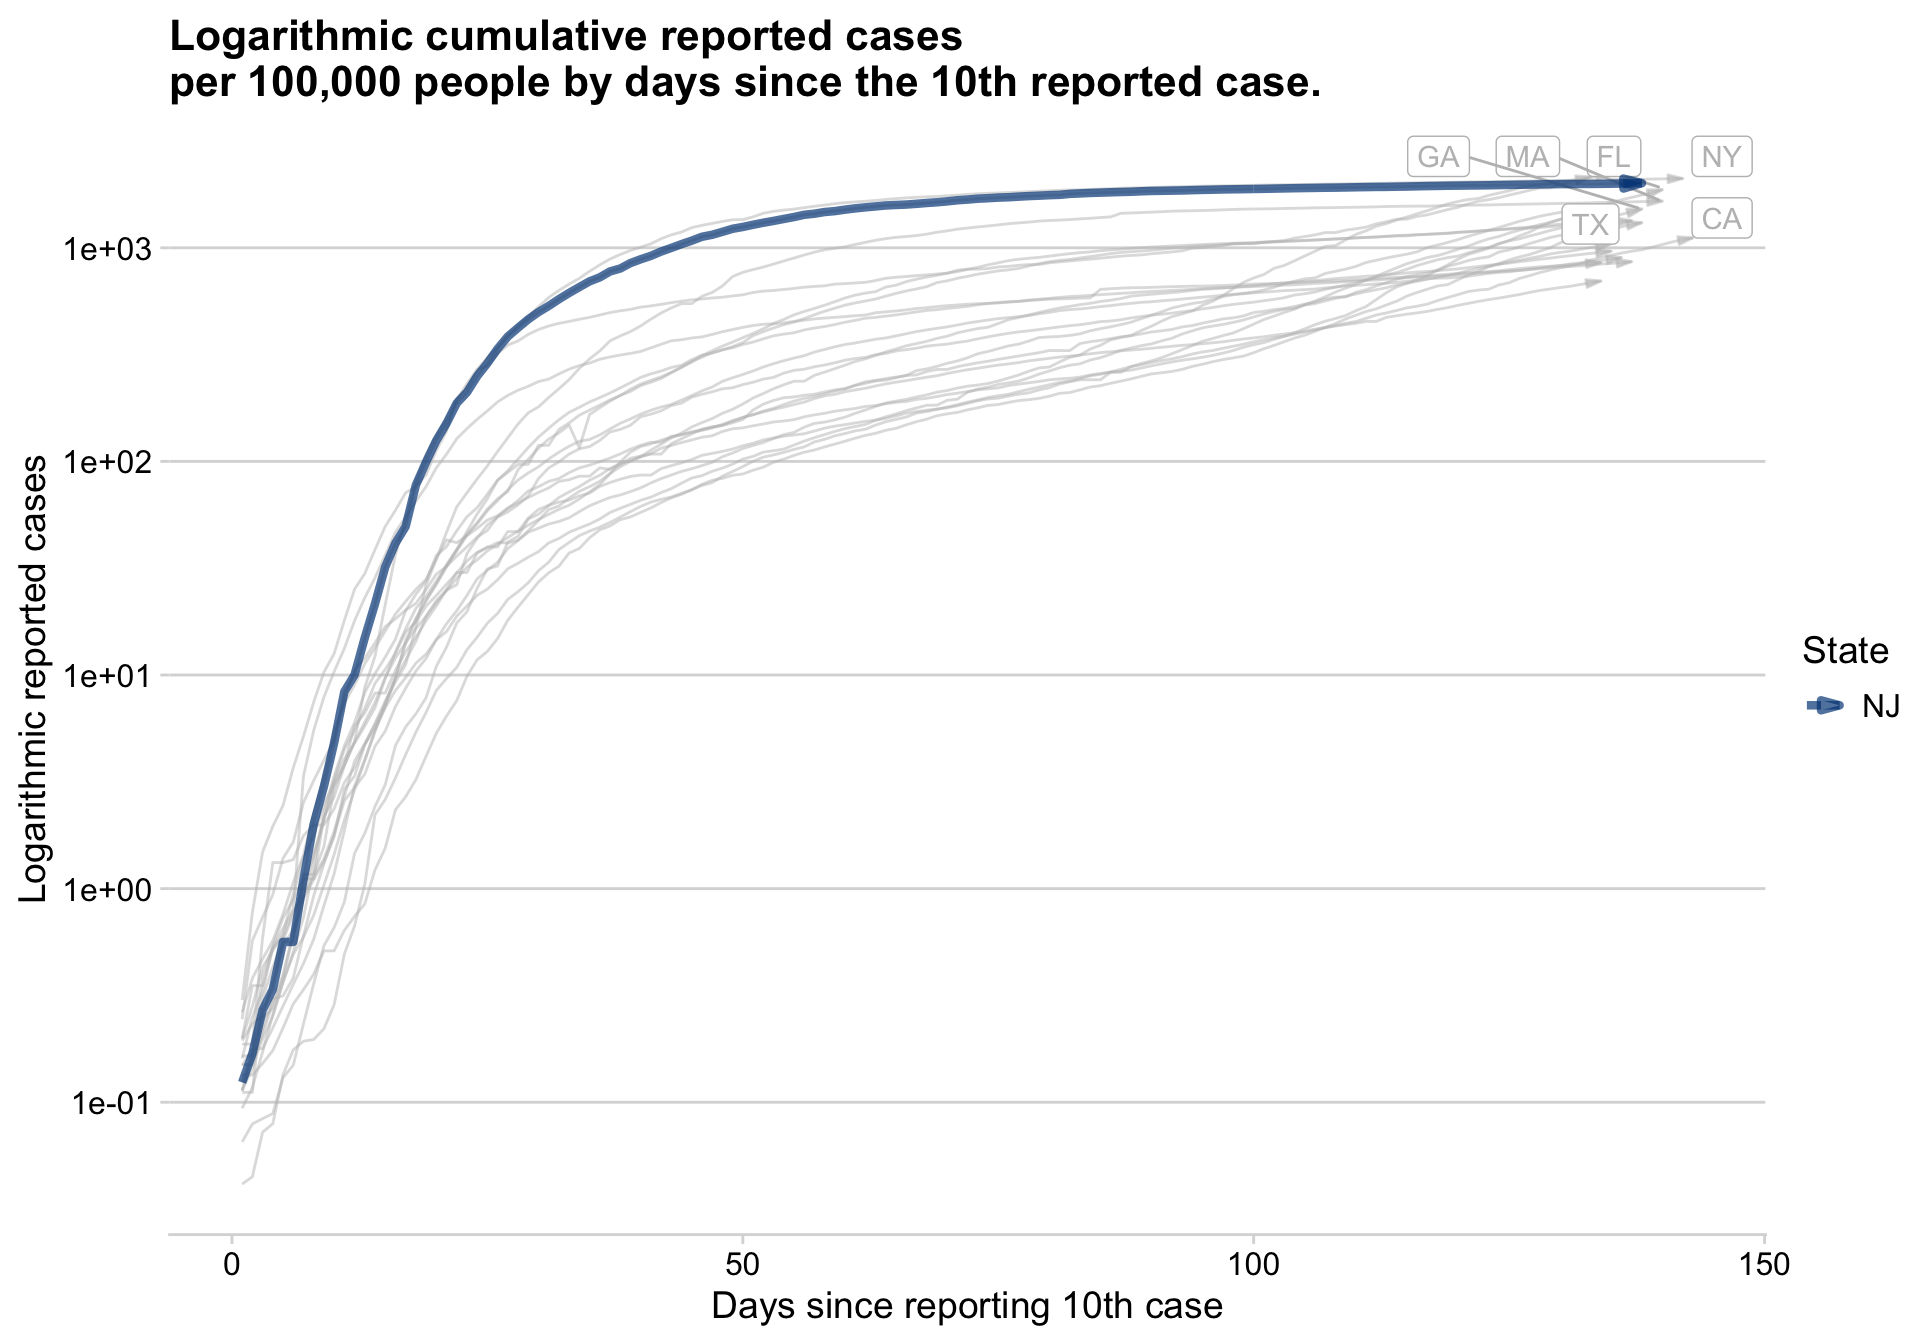 Logarithmic cumulative reported cases
per 100,000 people by days since the 10th reported case.
GA MA FL NY
TX CA
1e+03
1e+02
1e+01
1e+00
1e-01
Logarithmic reported cases
State
NJ
0 50 100 150
Days since reporting 10th case